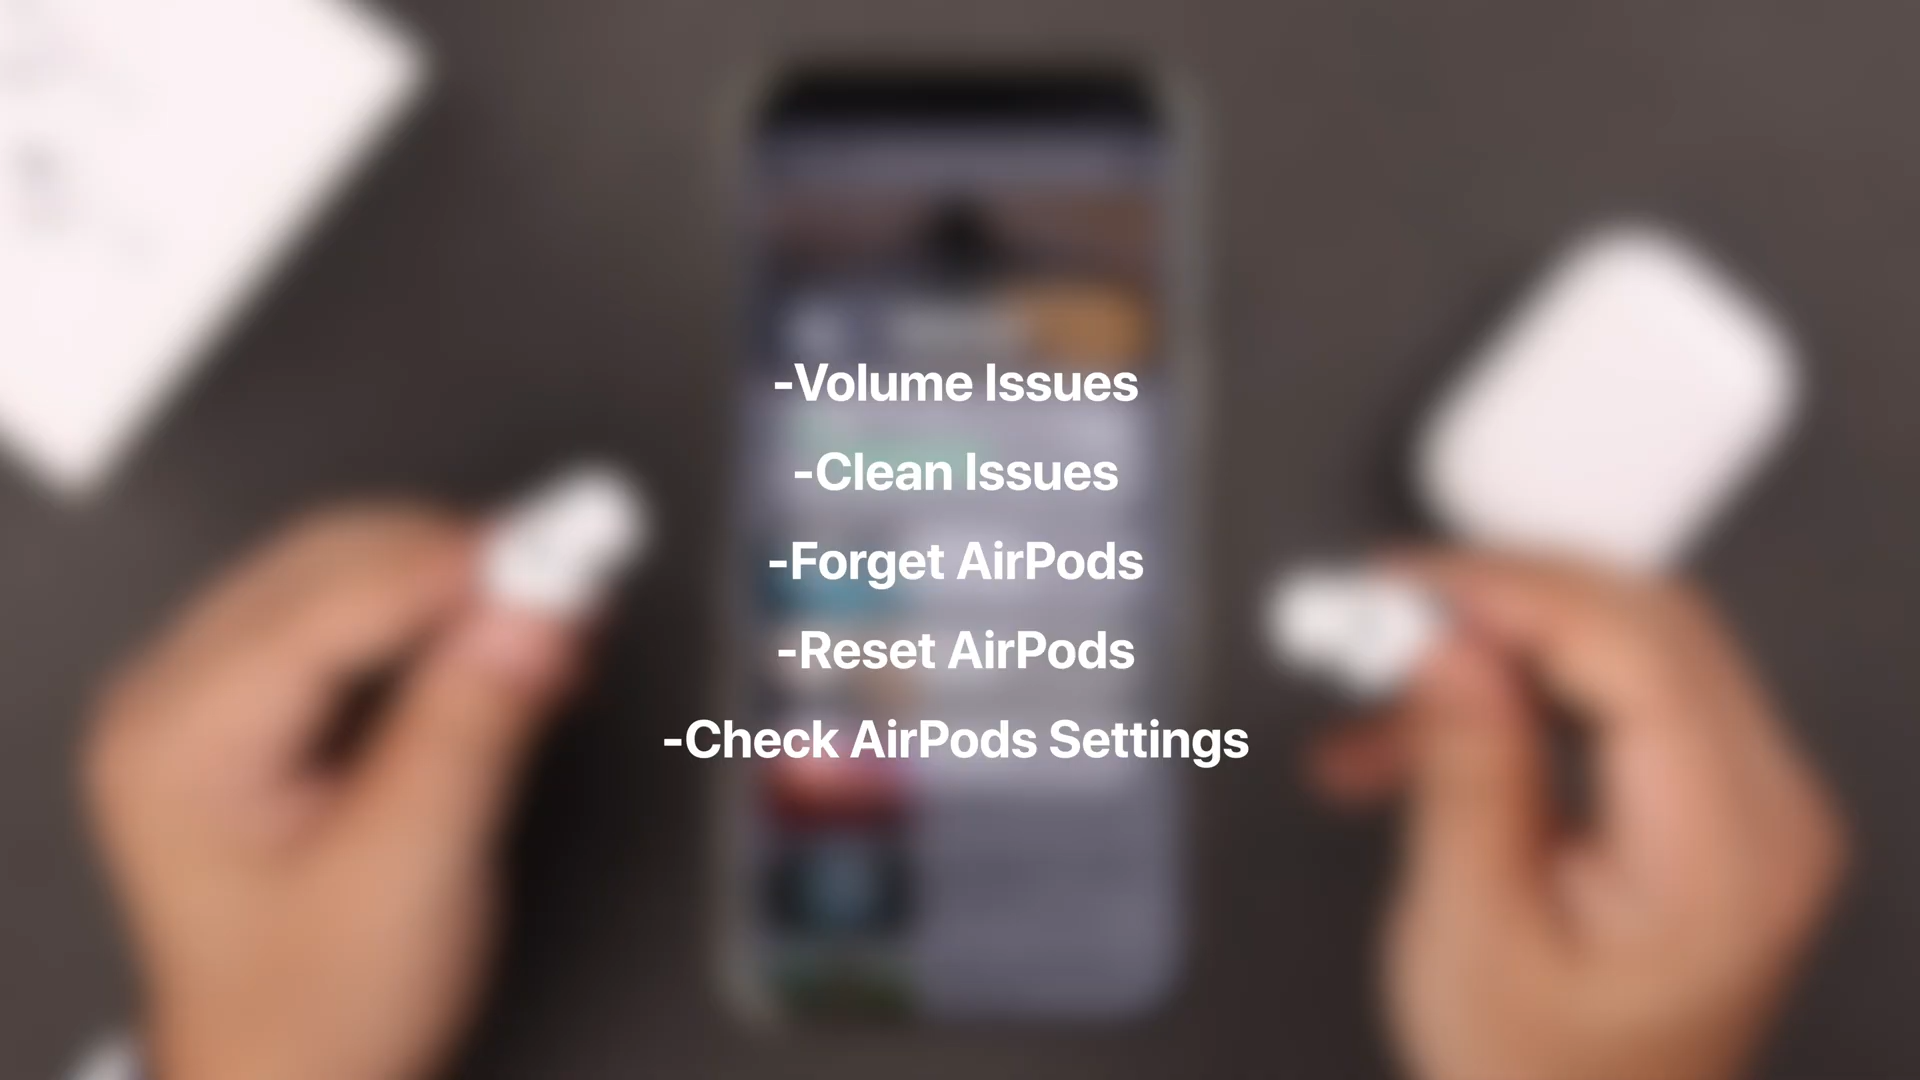 -Volume Issues
-Clean Issues
-Forget AirPods
-Reset AirPods
-Check AirPods Settings